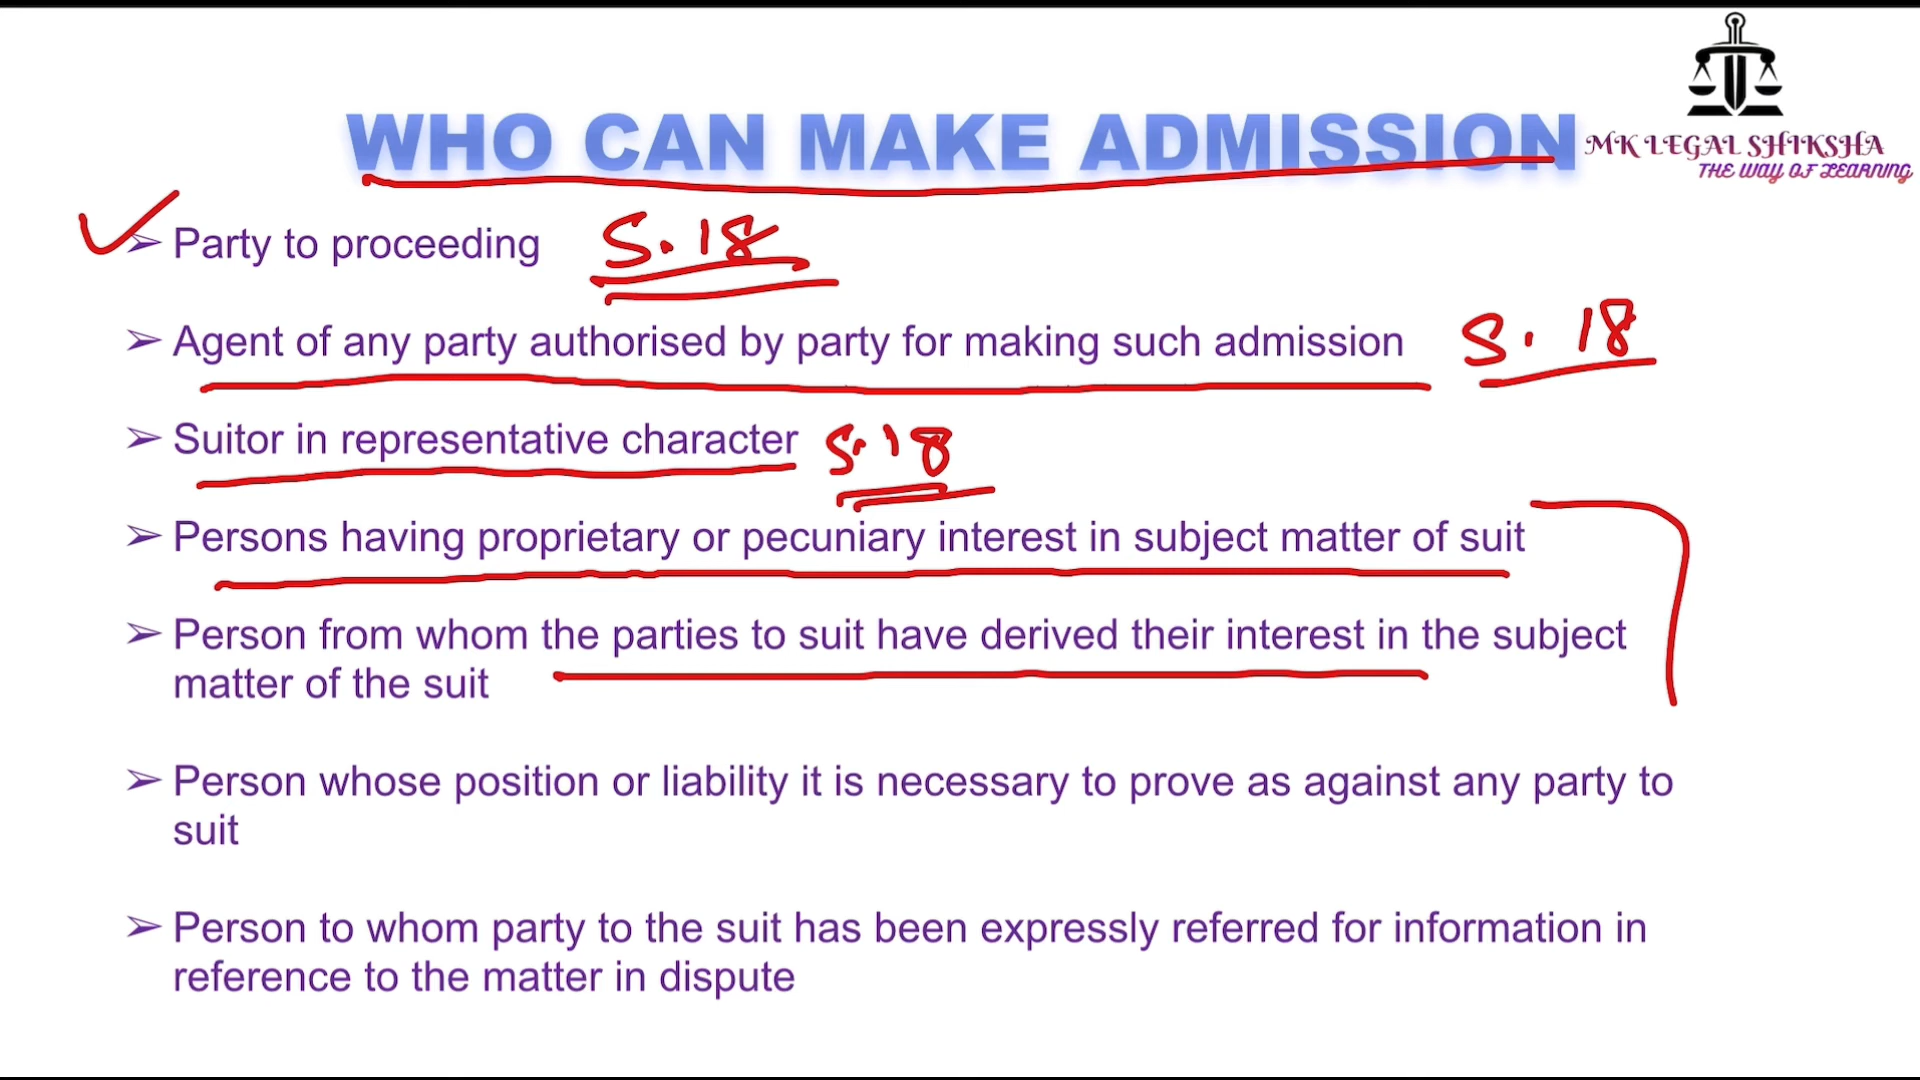 WHO CAN MAKE ADMISSION
MK LEGAL SHIKSHA
THE WAY OF LEARNING
➢ Party to proceeding S. 18
➢ Agent of any party authorised by party for making such admission S. 18
➢ Suitor in representative character S. 18
➢ Persons having proprietary or pecuniary interest in subject matter of suit
➢ Person from whom the parties to suit have derived their interest in the subject
matter of the suit
➢ Person whose position or liability it is necessary to prove as against any party to
suit
➢ Person to whom party to the suit has been expressly referred for information in
reference to the matter in dispute